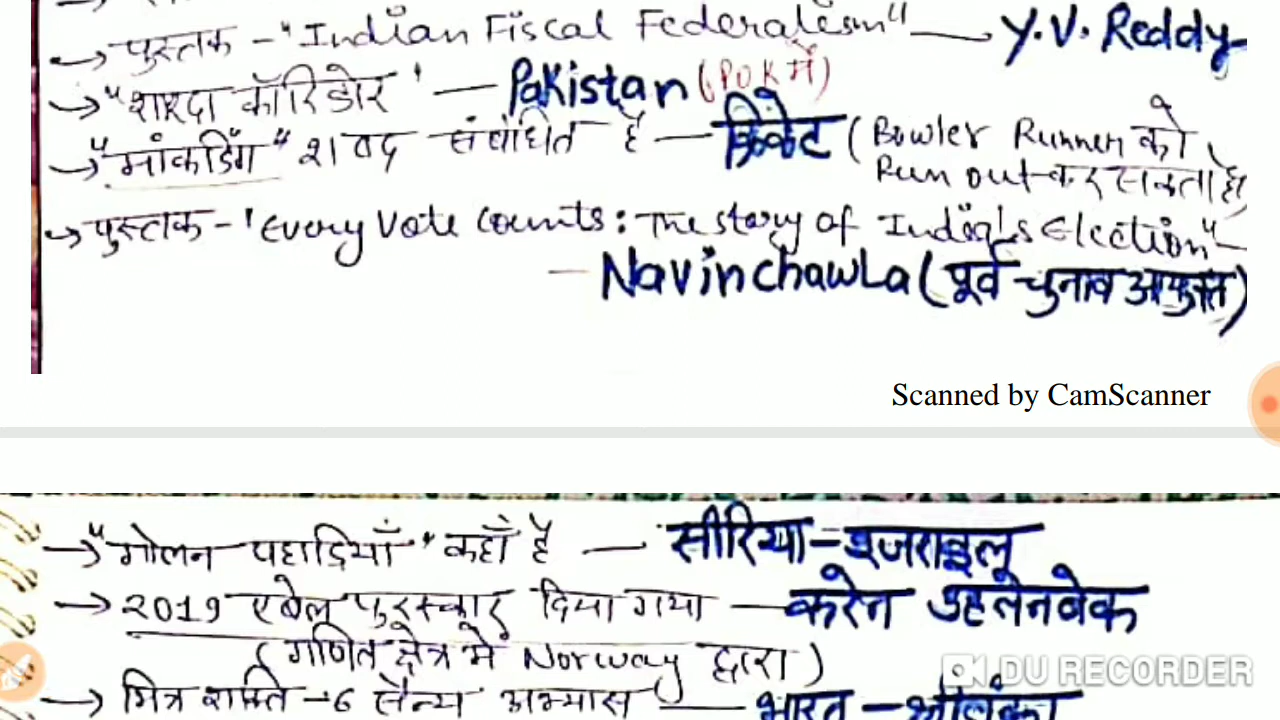 → पुस्तक - "Indian Fiscal Federalism" — Y.V. Reddy
→ "शारदा कॉरिडोर" — Pakistan (POK में)
→ "मांकडिंग" शब्द संबंधित है — क्रिकेट (Bowler Runner को
Run out कर सकता है)
→ पुस्तक - "Every Vote Counts: The story of India's Election" —
— Navin chawla (पूर्व चुनाव आयुक्त)
Scanned by CamScanner
→ "गोलन पहाडियाँ" कहाँ है — सीरिया - इजराइल
→ 2019 एबेल पुरस्कार दिया गया — करेन उहलेनबेक
(गणित क्षेत्र में Norway द्वारा)
DU RECORDER
→ मित्र शक्ति - 6 सैन्य अभ्यास — भारत - श्रीलंका